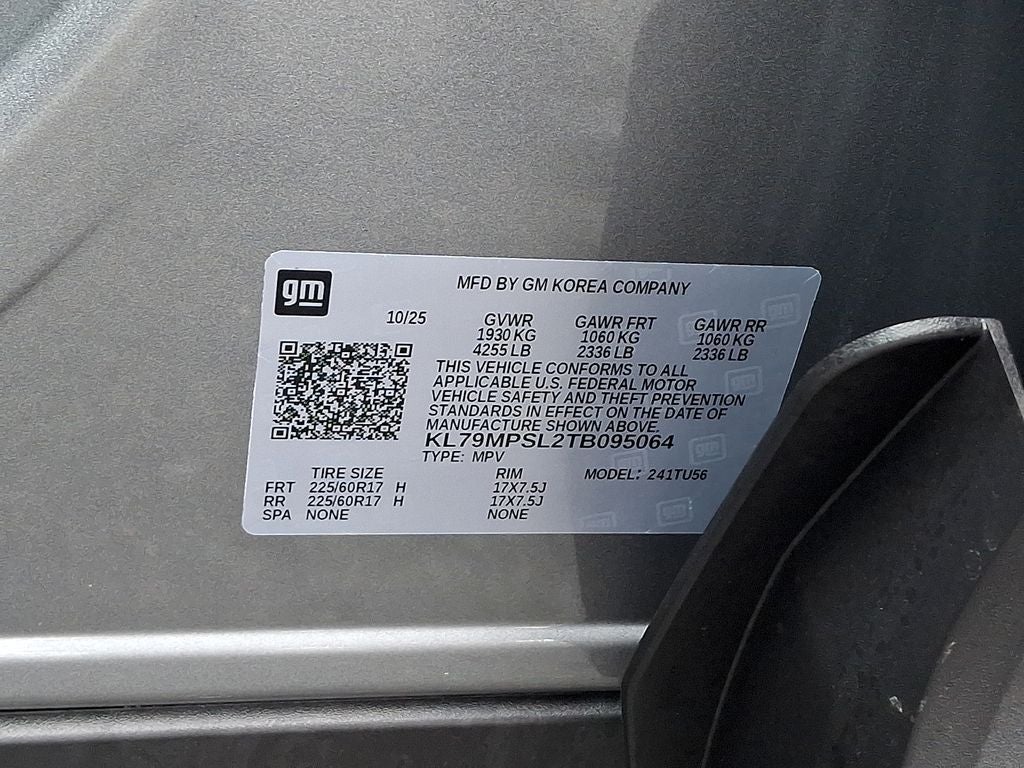 gm
MFD BY GM KOREA COMPANY
10/25 GVWR GAWR FRT GAWR RR
1930 KG 1060 KG 1060 KG
4255 LB 2336 LB 2336 LB
THIS VEHICLE CONFORMS TO ALL
APPLICABLE U.S. FEDERAL MOTOR
VEHICLE SAFETY AND THEFT PREVENTION
STANDARDS IN EFFECT ON THE DATE OF
MANUFACTURE SHOWN ABOVE.
KL79MPSL2TB095064
TYPE: MPV
TIRE SIZE RIM MODEL: 241TU56
FRT 225/60R17 H 17X7.5J
RR 225/60R17 H 17X7.5J
SPA NONE NONE